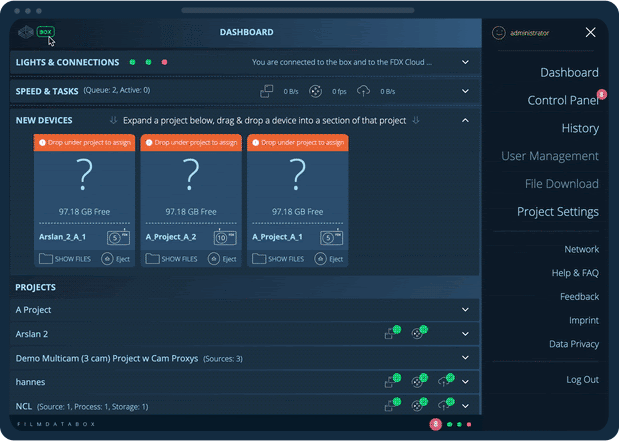 BOX
DASHBOARD
administrator
LIGHTS & CONNECTIONS
You are connected to the box and to the FDX Cloud ...
SPEED & TASKS (Queue: 2, Active: 0)
0 B/s
0 fps
0 B/s
NEW DEVICES
Expand a project below, drag & drop a device into a section of that project
Drop under project to assign
?
97.18 GB Free
Arslan_2_A_1
5
SHOW FILES
Eject
Drop under project to assign
?
97.18 GB Free
A_Project_A_2
10
SHOW FILES
Eject
Drop under project to assign
?
97.18 GB Free
A_Project_A_1
5
SHOW FILES
Eject
PROJECTS
A Project
Arslan 2
Demo Multicam (3 cam) Project w Cam Proxys (Sources: 3)
hannes
NCL (Source: 1, Process: 1, Storage: 1)
FILMDATABOX
8
Dashboard
Control Panel
8
History
User Management
File Download
Project Settings
Network
Help & FAQ
Feedback
Imprint
Data Privacy
Log Out